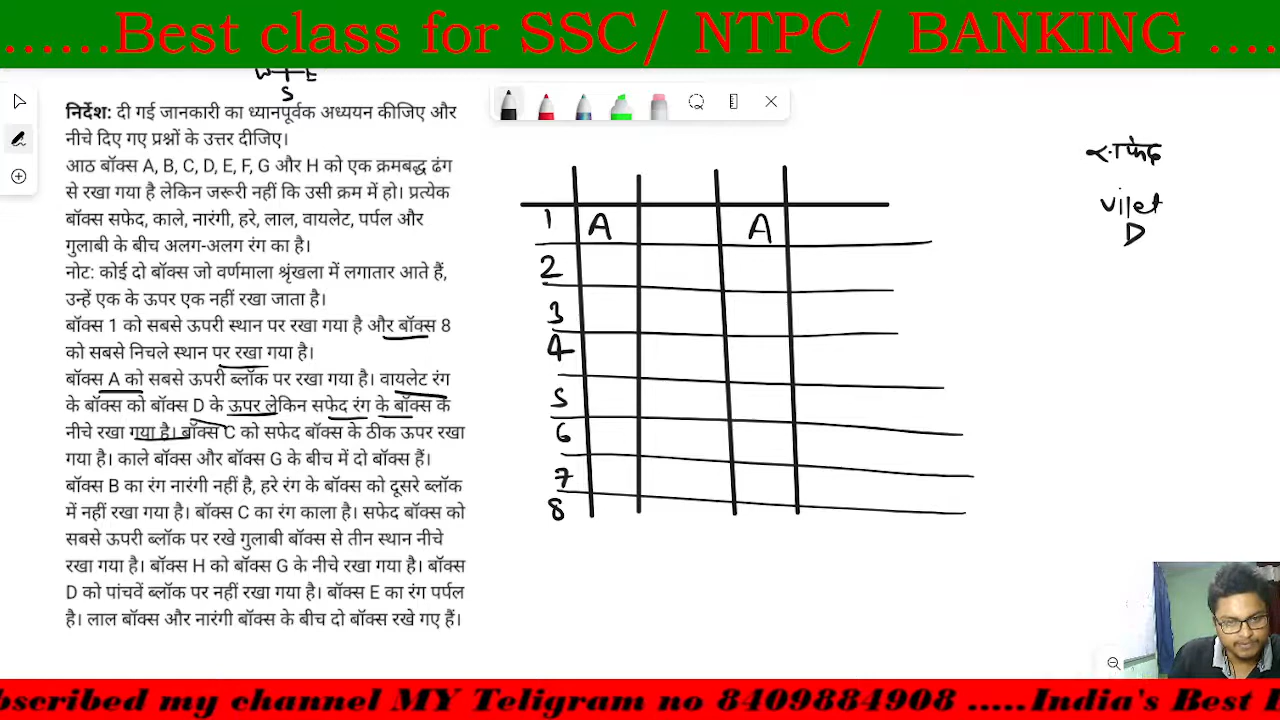 ......Best class for SSC/ NTPC/ BANKING ....
W E
S
निर्देश: दी गई जानकारी का ध्यानपूर्वक अध्ययन कीजिए और
नीचे दिए गए प्रश्नों के उत्तर दीजिए।
आठ बॉक्स A, B, C, D, E, F, G और H को एक क्रमबद्ध ढंग
से रखा गया है लेकिन जरूरी नहीं कि उसी क्रम में हो। प्रत्येक
बॉक्स सफेद, काले, नारंगी, हरे, लाल, वायलेट, पर्पल और
गुलाबी के बीच अलग-अलग रंग का है।
नोट: कोई दो बॉक्स जो वर्णमाला श्रृंखला में लगातार आते हैं,
उन्हें एक के ऊपर एक नहीं रखा जाता है।
बॉक्स 1 को सबसे ऊपरी स्थान पर रखा गया है और बॉक्स 8
को सबसे निचले स्थान पर रखा गया है।
बॉक्स A को सबसे ऊपरी ब्लॉक पर रखा गया है। वायलेट रंग
के बॉक्स को बॉक्स D के ऊपर लेकिन सफेद रंग के बॉक्स के
नीचे रखा गया है। बॉक्स C को सफेद बॉक्स के ठीक ऊपर रखा
गया है। काले बॉक्स और बॉक्स G के बीच में दो बॉक्स हैं।
बॉक्स B का रंग नारंगी नहीं है, हरे रंग के बॉक्स को दूसरे ब्लॉक
में नहीं रखा गया है। बॉक्स C का रंग काला है। सफेद बॉक्स को
सबसे ऊपरी ब्लॉक पर रखे गुलाबी बॉक्स से तीन स्थान नीचे
रखा गया है। बॉक्स H को बॉक्स G के नीचे रखा गया है। बॉक्स
D को पांचवें ब्लॉक पर नहीं रखा गया है। बॉक्स E का रंग पर्पल
है। लाल बॉक्स और नारंगी बॉक्स के बीच दो बॉक्स रखे गए हैं।
1 A A
2
3
4
5
6
7
8
vilet
D
bscribed my channel MY Teligram no 8409884908 .....India's Best